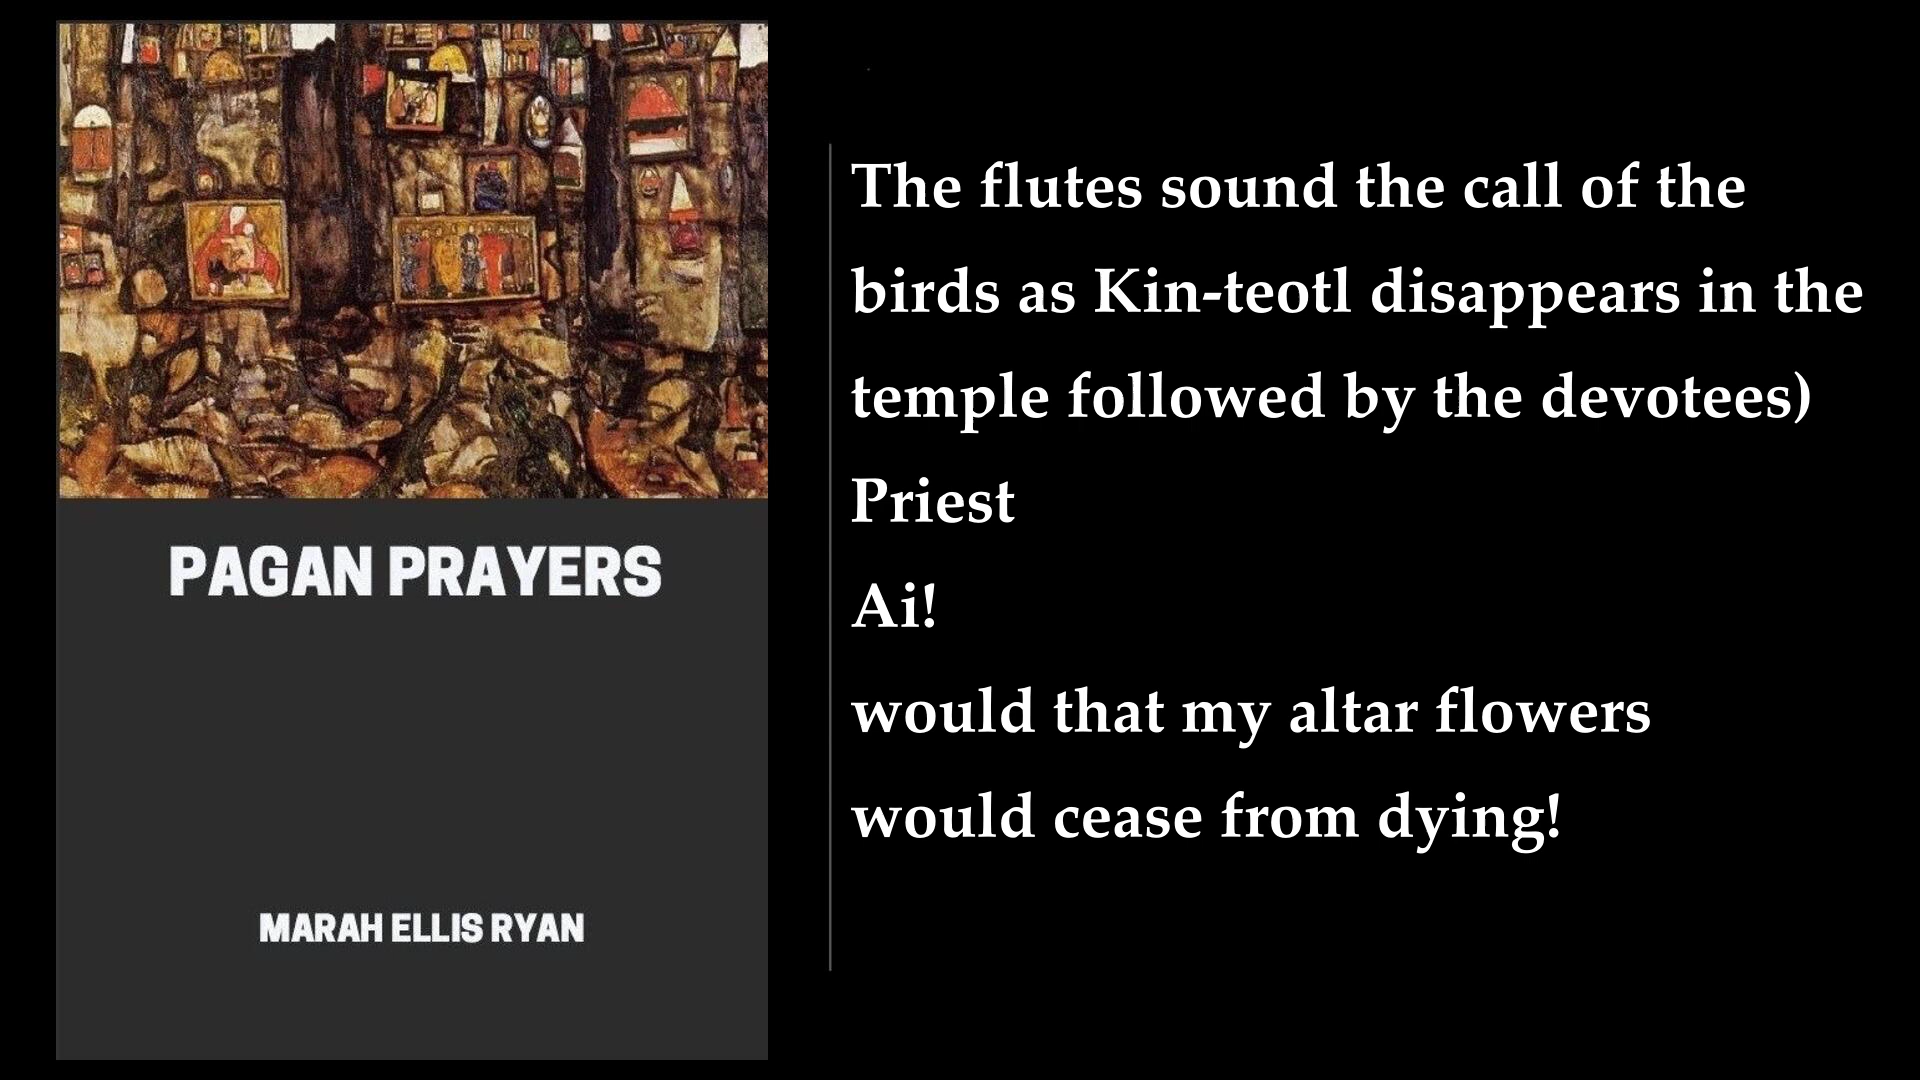 PAGAN PRAYERS
MARAH ELLIS RYAN
The flutes sound the call of the
birds as Kin-teotl disappears in the
temple followed by the devotees)
Priest
Ai!
would that my altar flowers
would cease from dying!